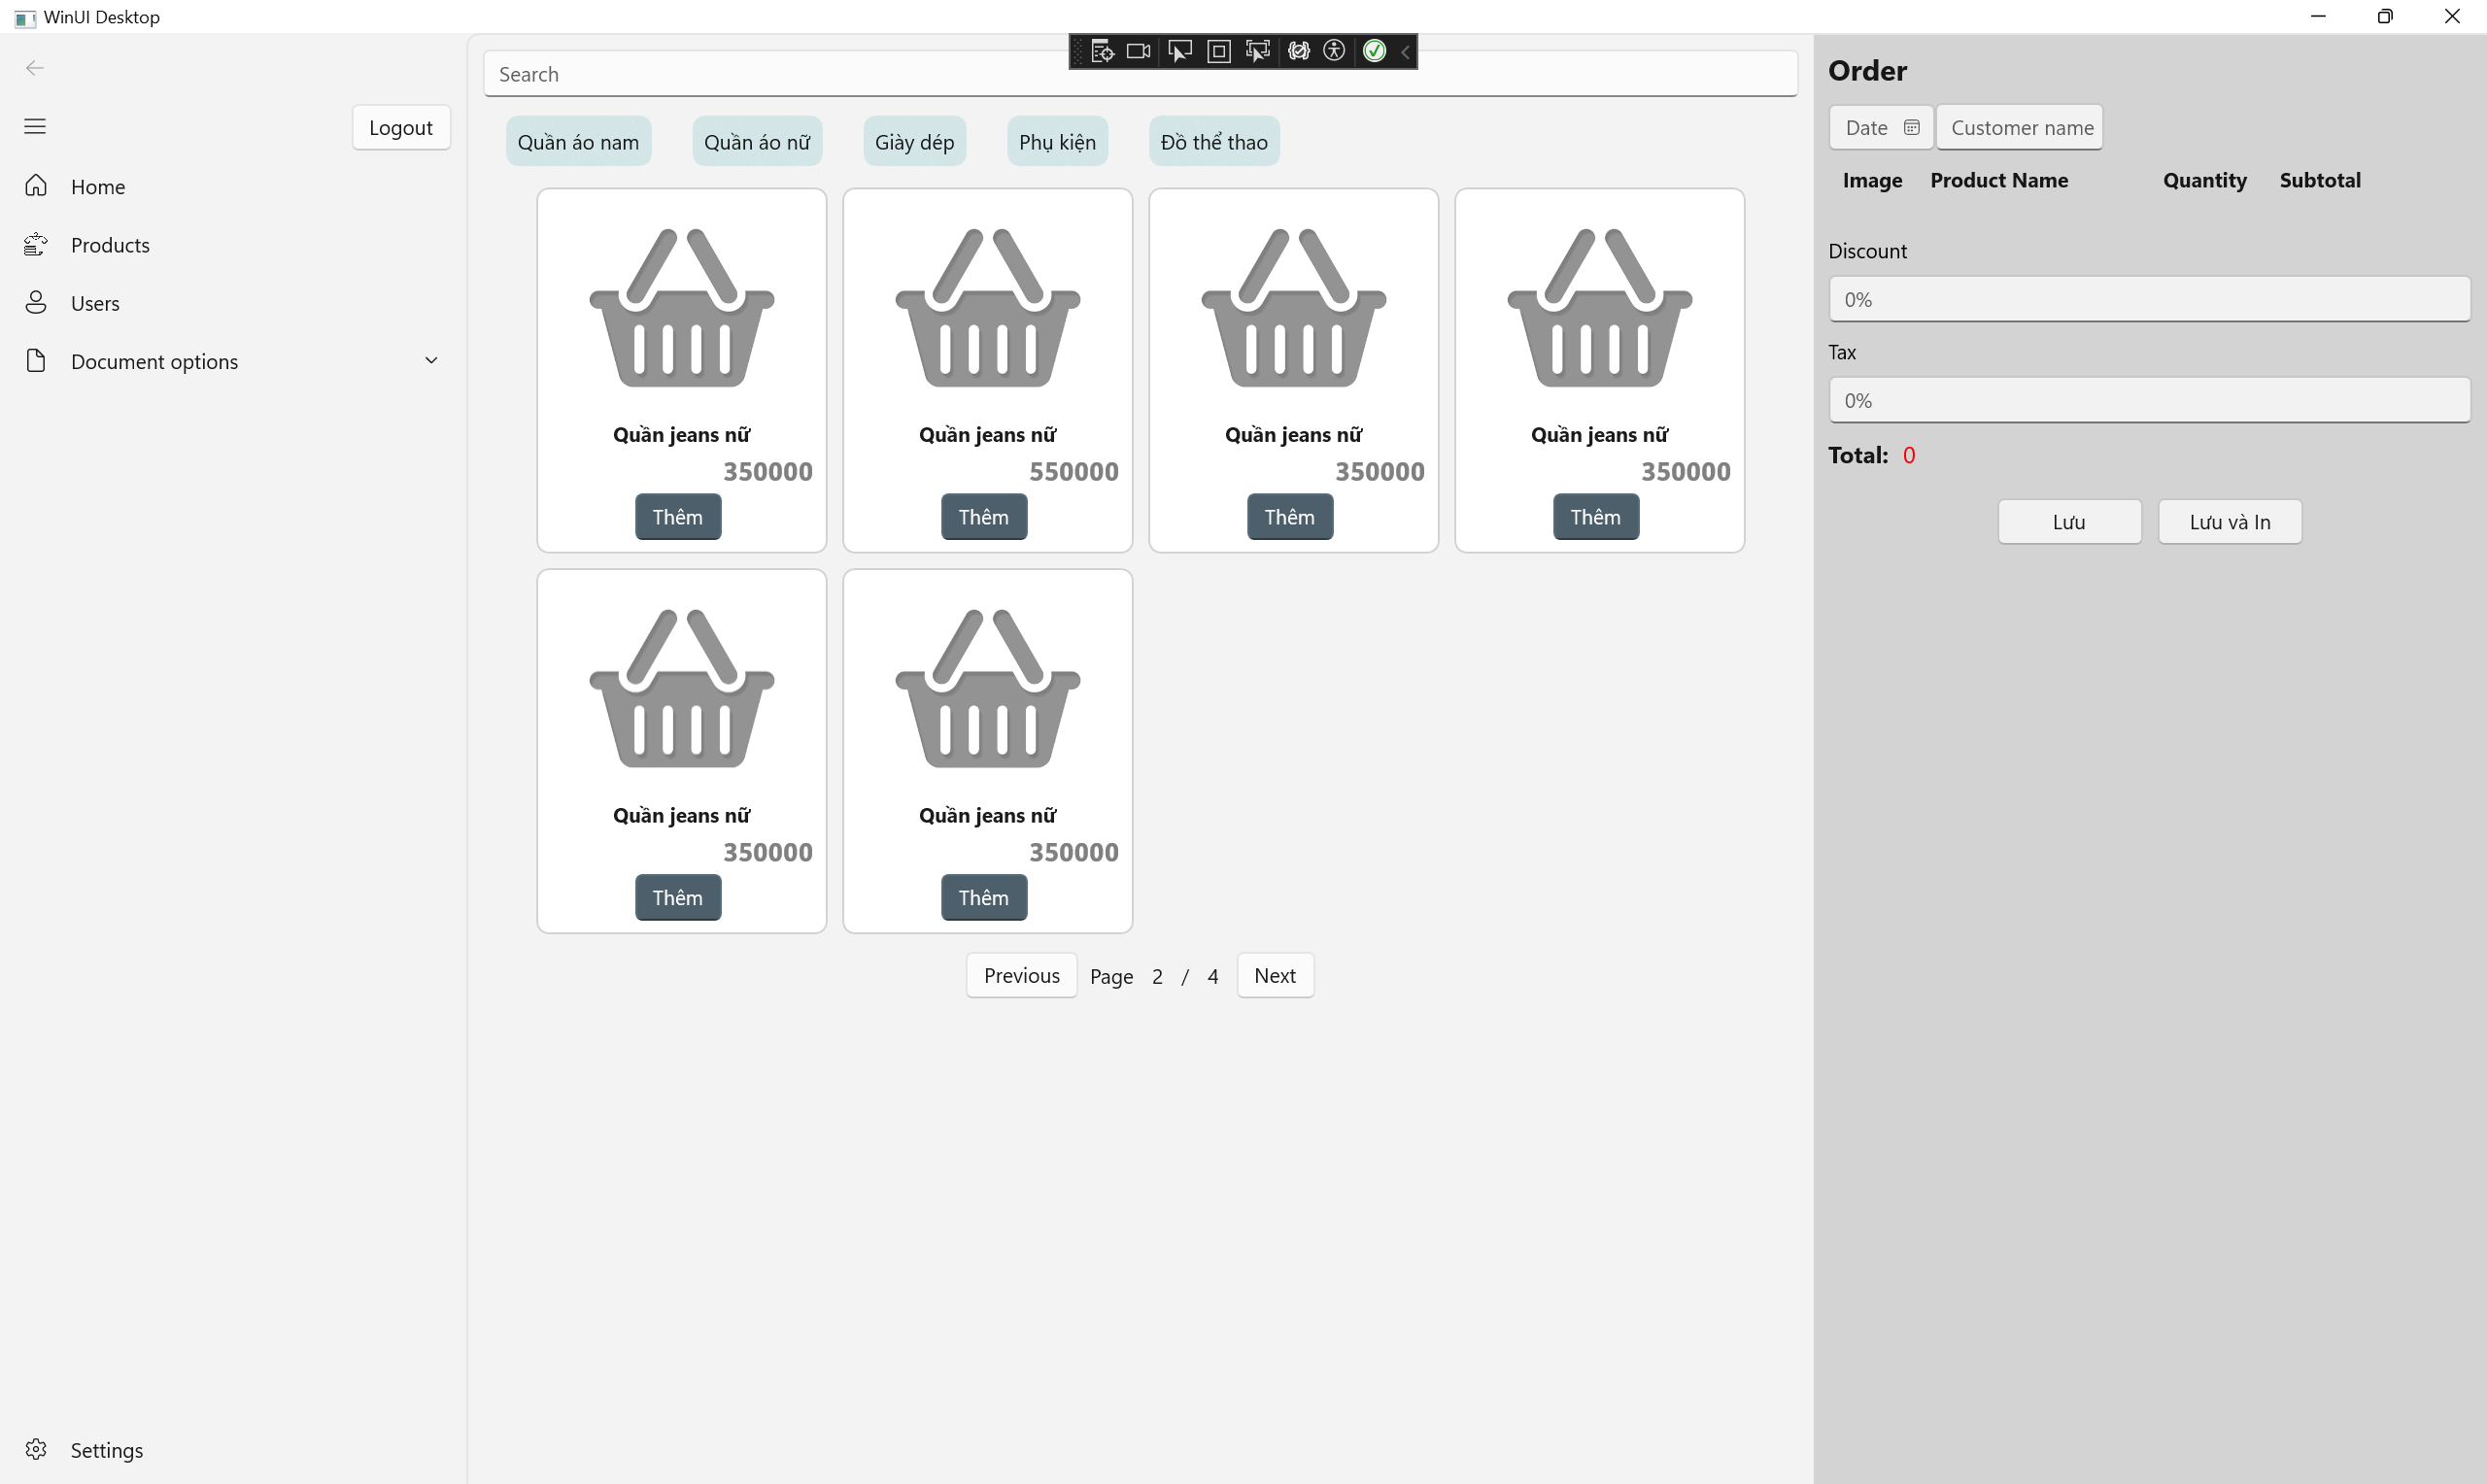 WinUI Desktop
Logout
Home
Products
Users
Document options
Settings
Search
Quần áo nam Quần áo nữ Giày dép Phụ kiện Đồ thể thao
Quần jeans nữ Quần jeans nữ Quần jeans nữ Quần jeans nữ
350000 550000 350000 350000
Thêm Thêm Thêm Thêm
Quần jeans nữ Quần jeans nữ
350000 350000
Thêm Thêm
Previous Page 2 / 4 Next
Order
Date Customer name
Image Product Name Quantity Subtotal
Discount
0%
Tax
0%
Total: 0
Lưu Lưu và In